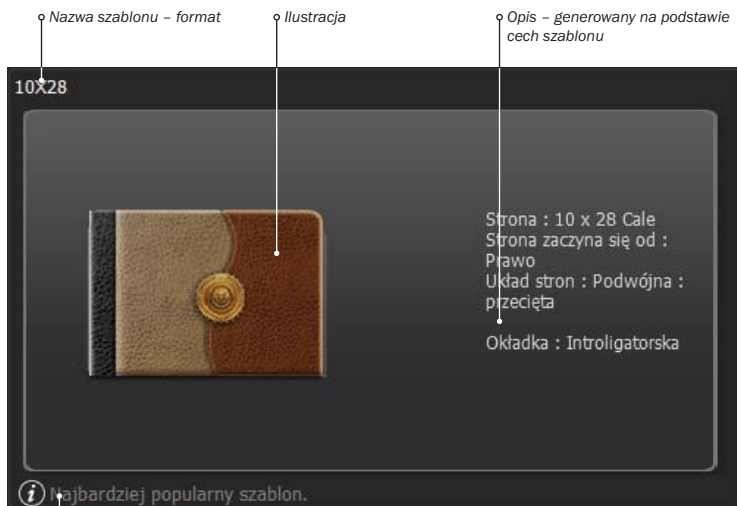 Nazwa szablonu – format
Ilustracja
Opis – generowany na podstawie
cech szablonu
10X28
Strona : 10 x 28 Cale
Strona zaczyna się od :
Prawo
Układ stron : Podwójna :
przecięta
Okładka : Introligatorska
Najbardziej popularny szablon.